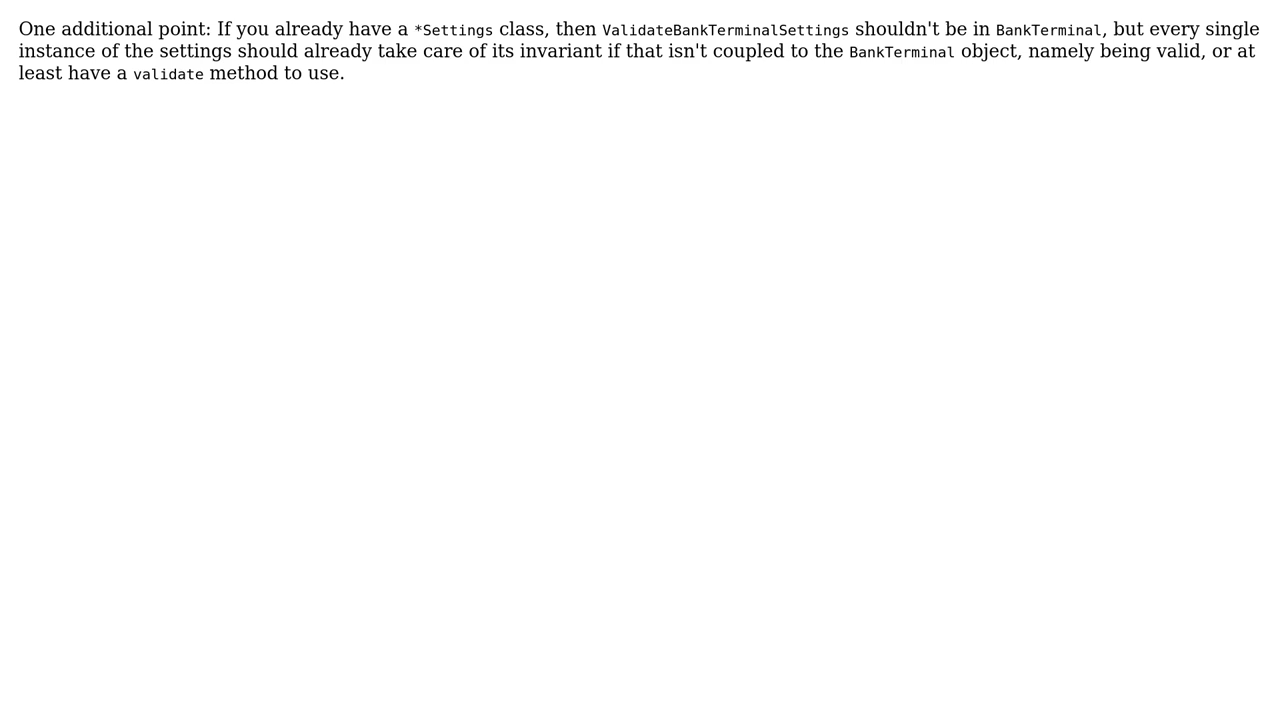 One additional point: If you already have a *Settings class, then ValidateBankTerminalSettings shouldn't be in BankTerminal, but every single
instance of the settings should already take care of its invariant if that isn't coupled to the BankTerminal object, namely being valid, or at
least have a validate method to use.